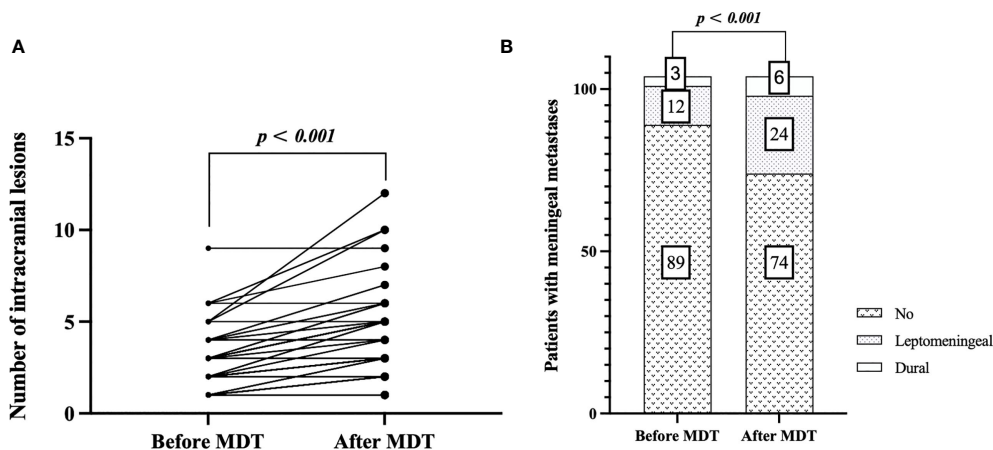 A
Number of intracranial lesions
15
10
5
0
p < 0.001
Before MDT
After MDT
B
Patients with meningeal metastases
100
50
0
p < 0.001
3
12
89
6
24
74
Before MDT
After MDT
No
Leptomeningeal
Dural